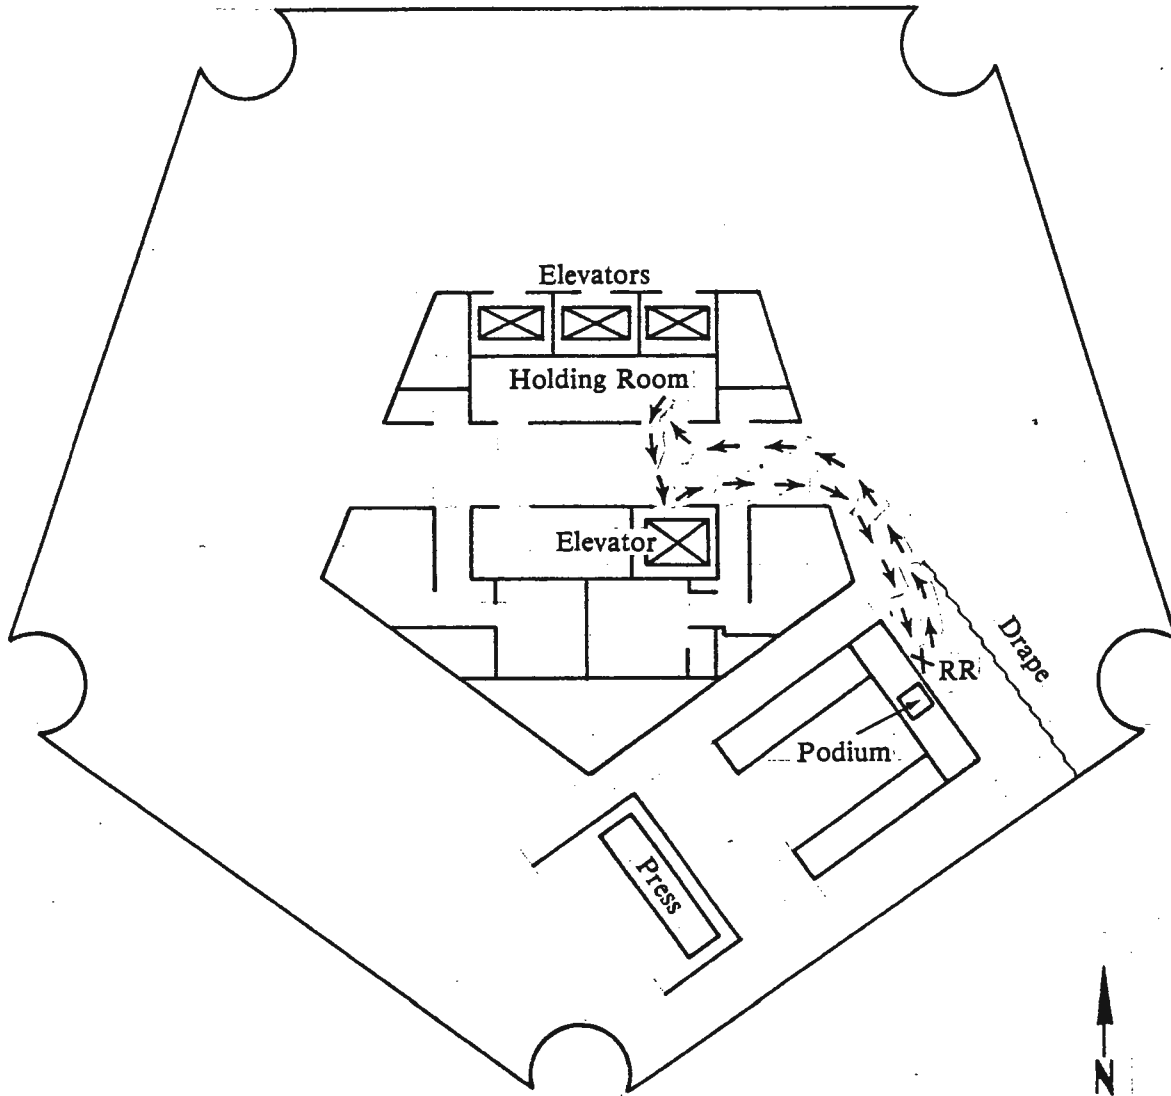 Elevators
Holding Room
Elevator
Drape
RR
Podium
Press
N